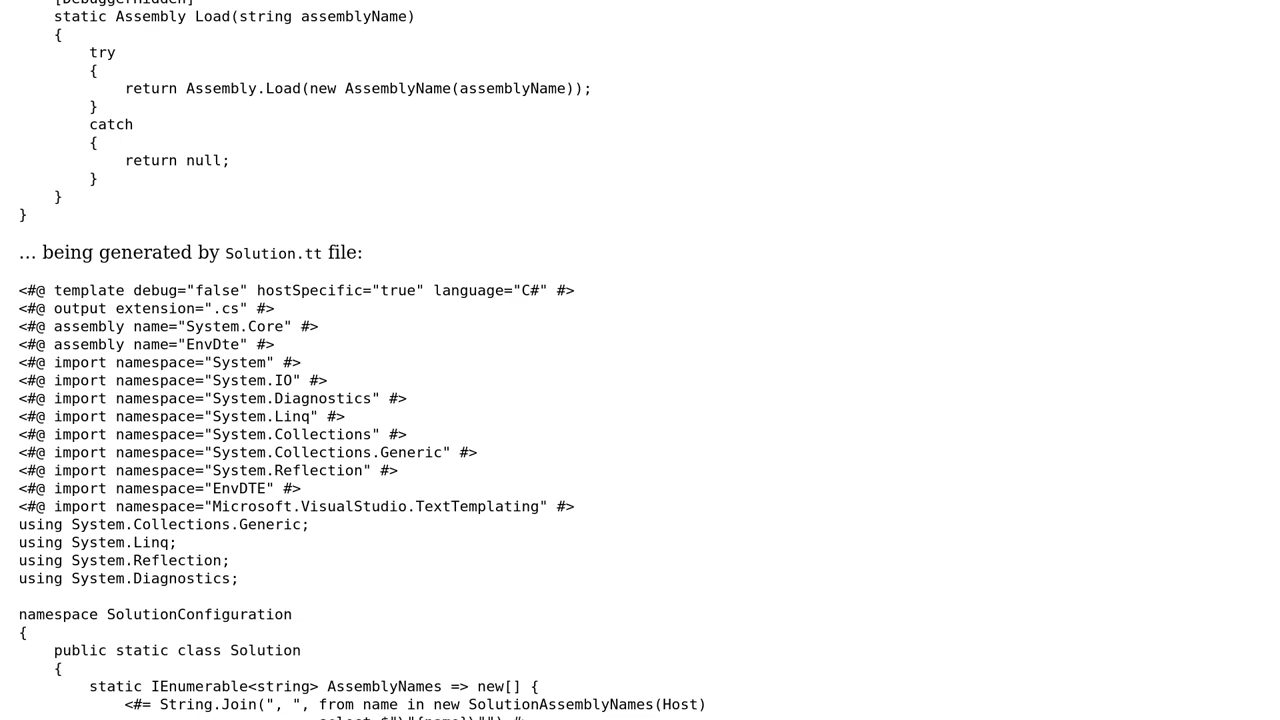 [DebuggerHidden]
static Assembly Load(string assemblyName)
{
try
{
return Assembly.Load(new AssemblyName(assemblyName));
}
catch
{
return null;
}
}
}
... being generated by Solution.tt file:
<#@ template debug="false" hostSpecific="true" language="C#" #>
<#@ output extension=".cs" #>
<#@ assembly name="System.Core" #>
<#@ assembly name="EnvDte" #>
<#@ import namespace="System" #>
<#@ import namespace="System.IO" #>
<#@ import namespace="System.Diagnostics" #>
<#@ import namespace="System.Linq" #>
<#@ import namespace="System.Collections" #>
<#@ import namespace="System.Collections.Generic" #>
<#@ import namespace="System.Reflection" #>
<#@ import namespace="EnvDTE" #>
<#@ import namespace="Microsoft.VisualStudio.TextTemplating" #>
using System.Collections.Generic;
using System.Linq;
using System.Reflection;
using System.Diagnostics;
namespace SolutionConfiguration
{
public static class Solution
{
static IEnumerable<string> AssemblyNames => new[] {
<#= String.Join(", ", from name in new SolutionAssemblyNames(Host)